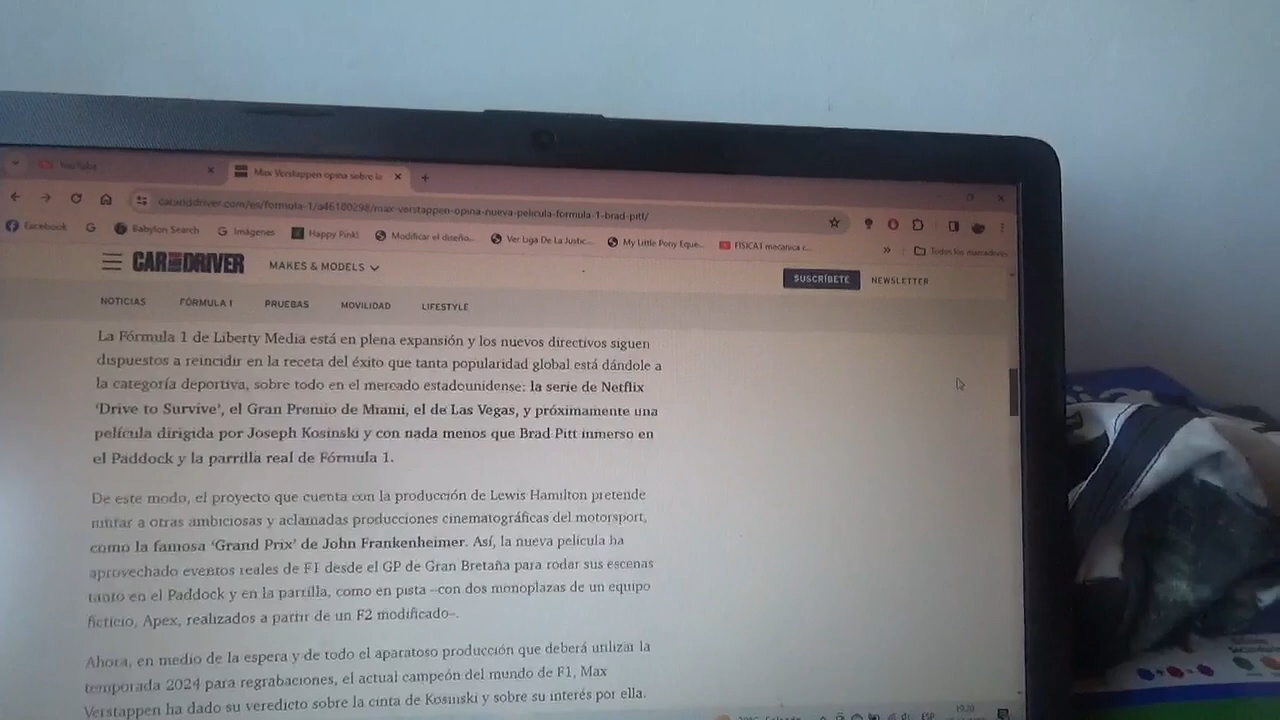 YouTube
Max Verstappen opina sobre la
caranddriver.com/es/formula-1/a46180298/max-verstappen-opina-nueva-pelicula-formula-1-brad-pitt/
Facebook
Babylon Search
Imágenes
Happy Pink!
Modificar el diseño...
Ver Liga De La Justic...
My Little Pony Eque...
FISICA1 mecanica c...
»
Todos los marcadores
CAR AND DRIVER
MAKES & MODELS
SUSCRÍBETE
NEWSLETTER
NOTICIAS
FÓRMULA 1
PRUEBAS
MOVILIDAD
LIFESTYLE
La Fórmula 1 de Liberty Media está en plena expansión y los nuevos directivos siguen
dispuestos a reincidir en la receta del éxito que tanta popularidad global está dándole a
la categoría deportiva, sobre todo en el mercado estadounidense: la serie de Netflix
‘Drive to Survive’, el Gran Premio de Miami, el de Las Vegas, y próximamente una
película dirigida por Joseph Kosinski y con nada menos que Brad Pitt inmerso en
el Paddock y la parrilla real de Fórmula 1.
De este modo, el proyecto que cuenta con la producción de Lewis Hamilton pretende
imitar a otras ambiciosas y aclamadas producciones cinematográficas del motorsport,
como la famosa ‘Grand Prix’ de John Frankenheimer. Así, la nueva película ha
aprovechado eventos reales de F1 desde el GP de Gran Bretaña para rodar sus escenas
tanto en el Paddock y en la parrilla, como en pista –con dos monoplazas de un equipo
ficticio, Apex, realizados a partir de un F2 modificado–.
Ahora, en medio de la espera y de todo el aparatoso producción que deberá utilizar la
temporada 2024 para regrabaciones, el actual campeón del mundo de F1, Max
Verstappen ha dado su veredicto sobre la cinta de Kosinski y sobre su interés por ella.
ESP
19:20